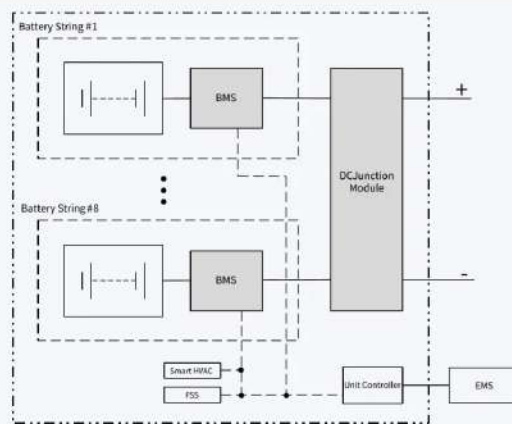 Battery String #1
BMS
DCJunction
Module
+
Battery String #8
BMS
-
Smart HVAC
FSS
Unit Controller
EMS